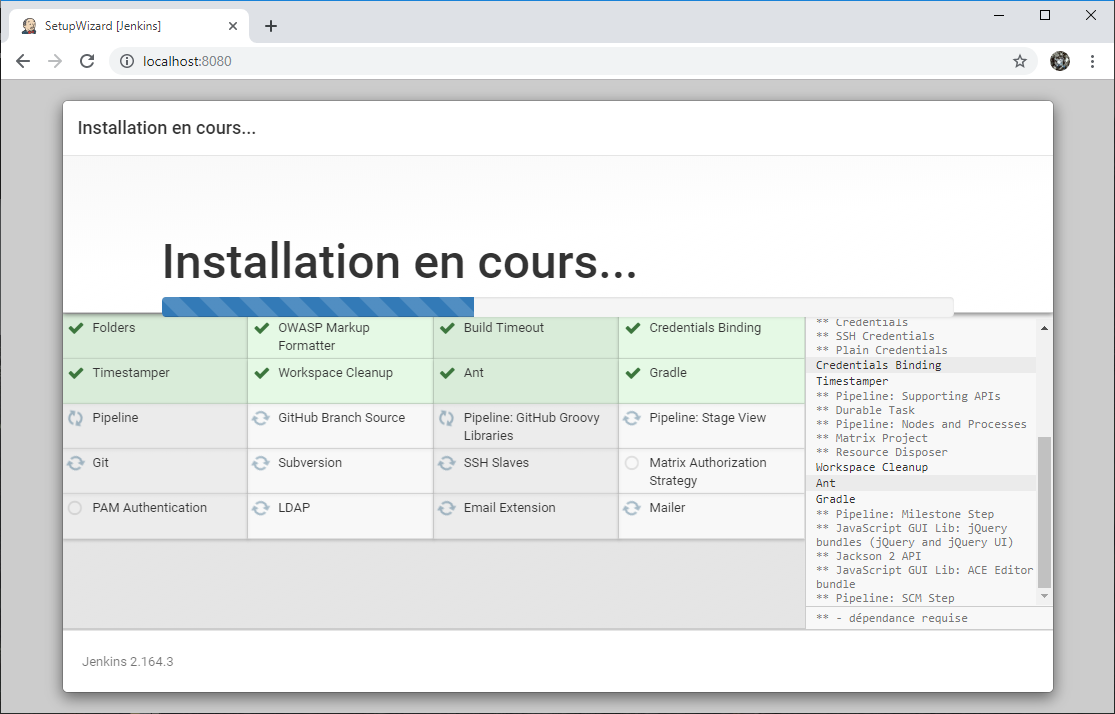 SetupWizard [Jenkins]
localhost:8080
Installation en cours...
Installation en cours...
Folders
OWASP Markup
Formatter
Build Timeout
Credentials Binding
Timestamper
Workspace Cleanup
Ant
Gradle
Pipeline
GitHub Branch Source
Pipeline: GitHub Groovy
Libraries
Pipeline: Stage View
Git
Subversion
SSH Slaves
Matrix Authorization
Strategy
PAM Authentication
LDAP
Email Extension
Mailer
** Credentials
** SSH Credentials
** Plain Credentials
Credentials Binding
Timestamper
** Pipeline: Supporting APIs
** Durable Task
** Pipeline: Nodes and Processes
** Matrix Project
** Resource Disposer
Workspace Cleanup
Ant
Gradle
** Pipeline: Milestone Step
** JavaScript GUI Lib: jQuery
bundles (jQuery and jQuery UI)
** Jackson 2 API
** JavaScript GUI Lib: ACE Editor
bundle
** Pipeline: SCM Step
** - dépendance requise
Jenkins 2.164.3